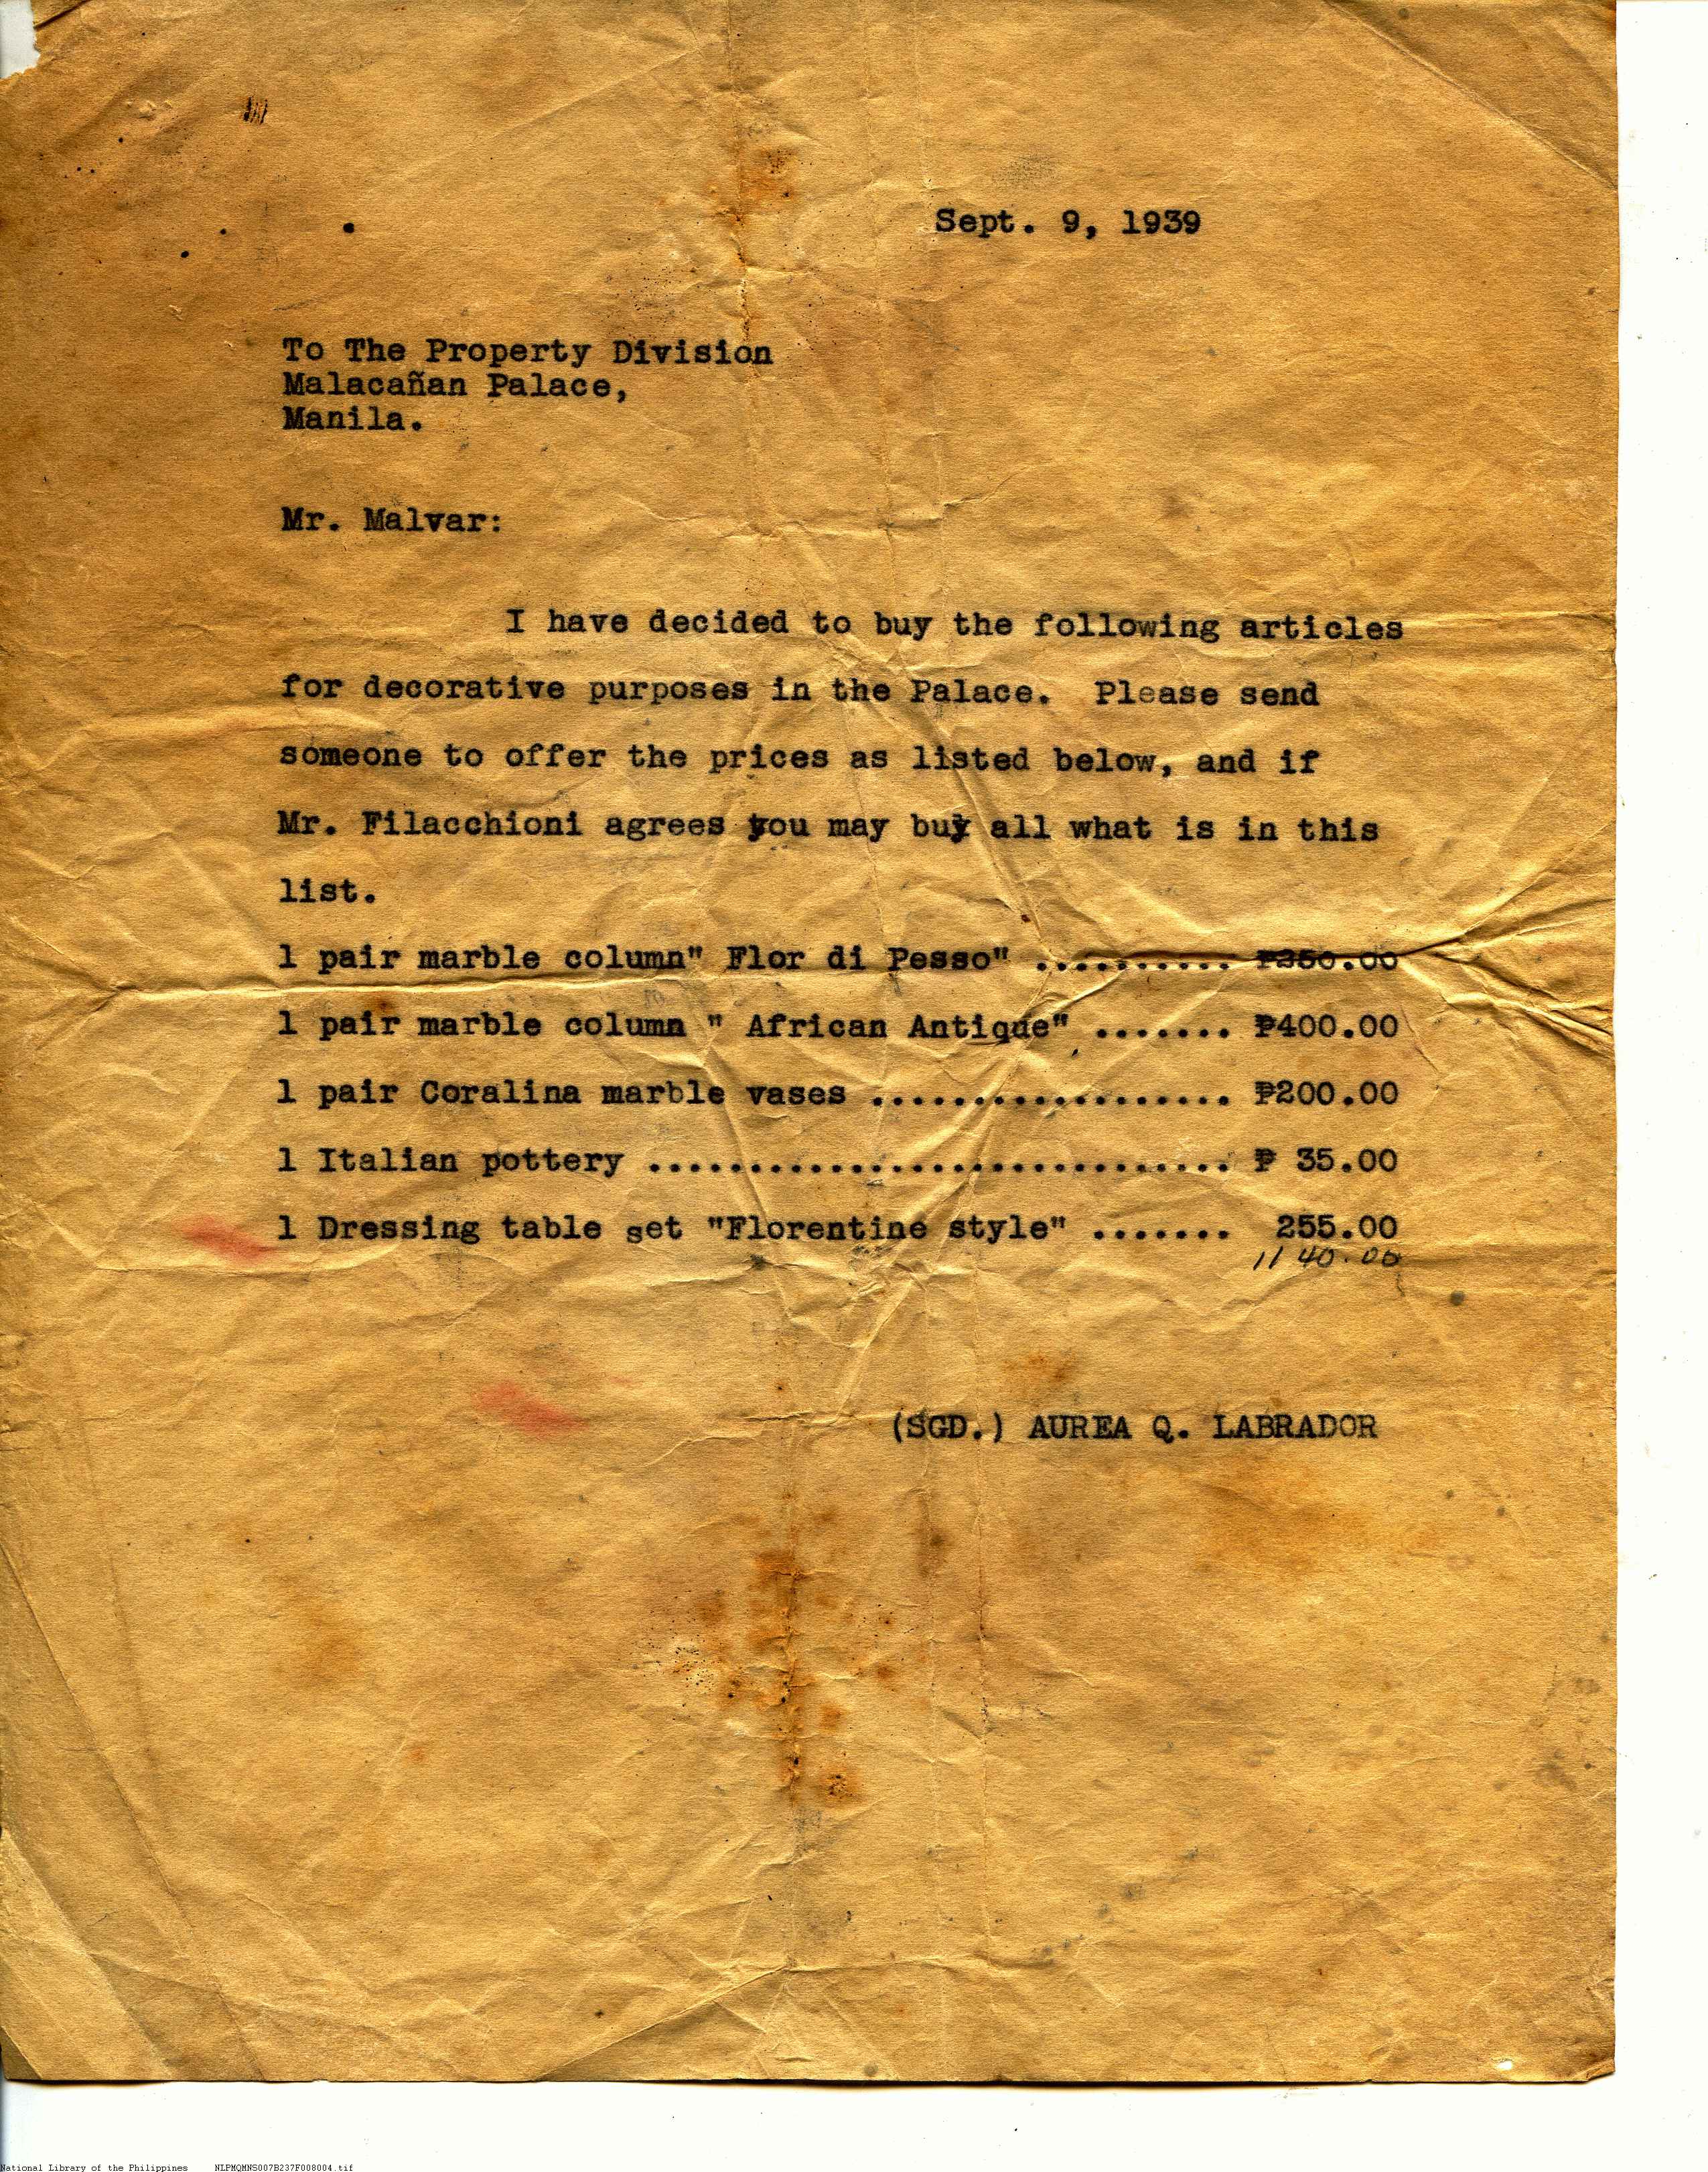 Sept. 9, 1939
To The Property Division
Malacañan Palace,
Manila.
Mr. Malvar:
I have decided to buy the following articles
for decorative purposes in the Palace. Please send
someone to offer the prices as listed below, and if
Mr. Filacchioni agrees you may buy all what is in this
list.
1 pair marble column" Flor di Pesso" .......... ₱250.00
1 pair marble column " African Antique" ....... ₱400.00
1 pair Coralina marble vases .................. ₱200.00
1 Italian pottery ............................. ₱ 35.00
1 Dressing table set "Florentine style" ....... 255.00
1140.00
(SGD.) AUREA Q. LABRADOR
National Library of the Philippines NLPMQMNS007B237F008004.tif